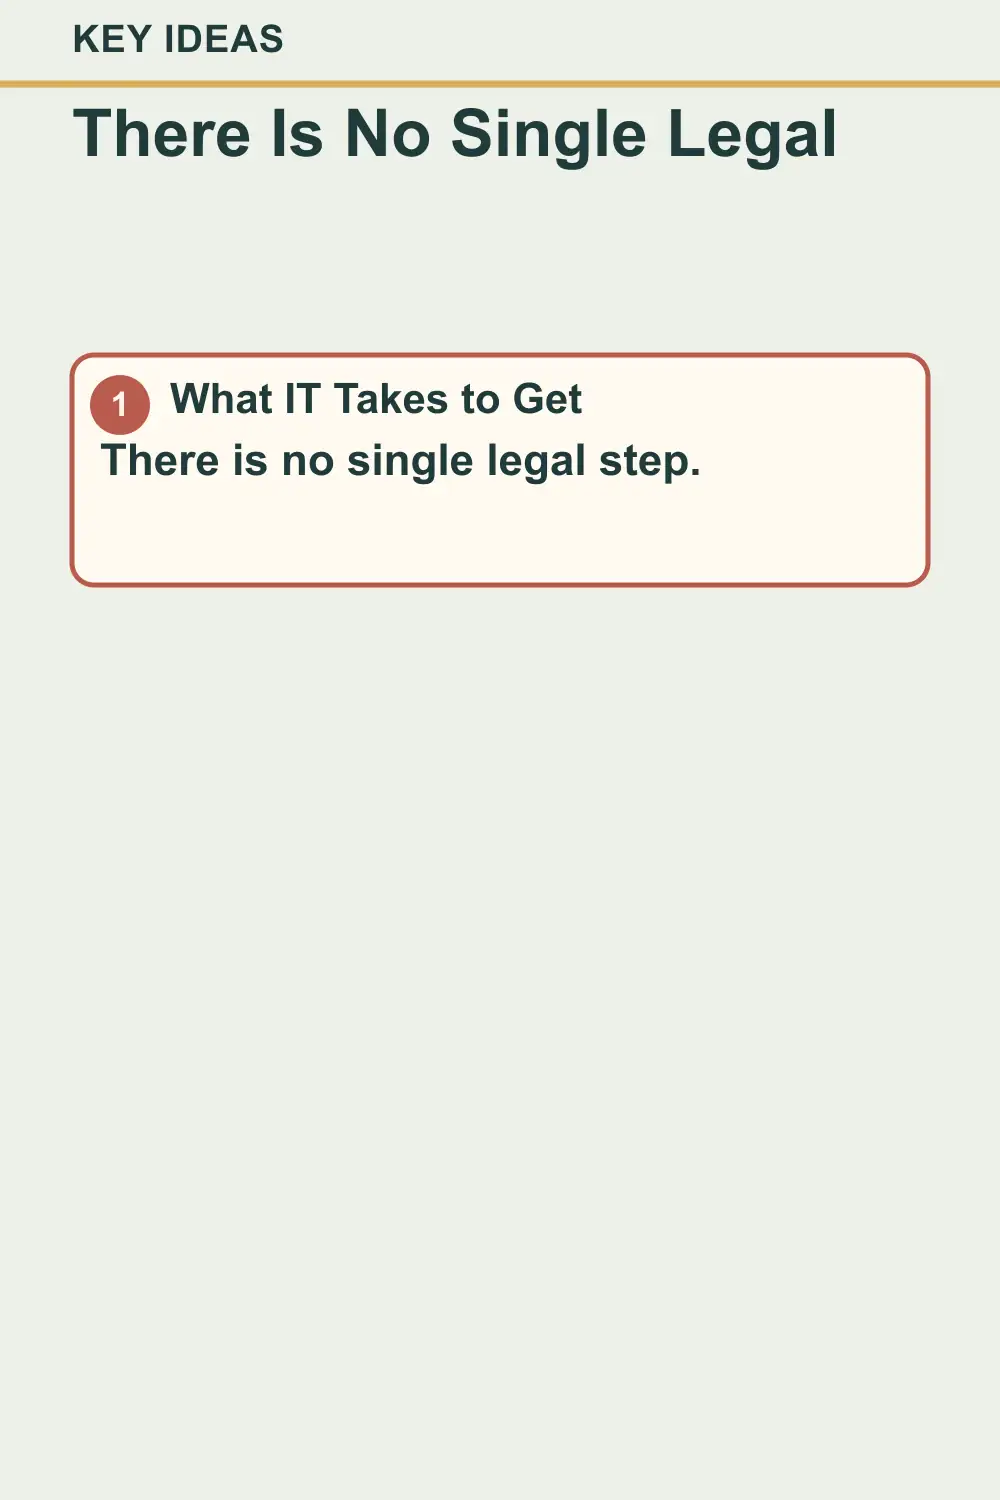 KEY IDEAS
There Is No Single Legal
1 What IT Takes to Get
There is no single legal step.